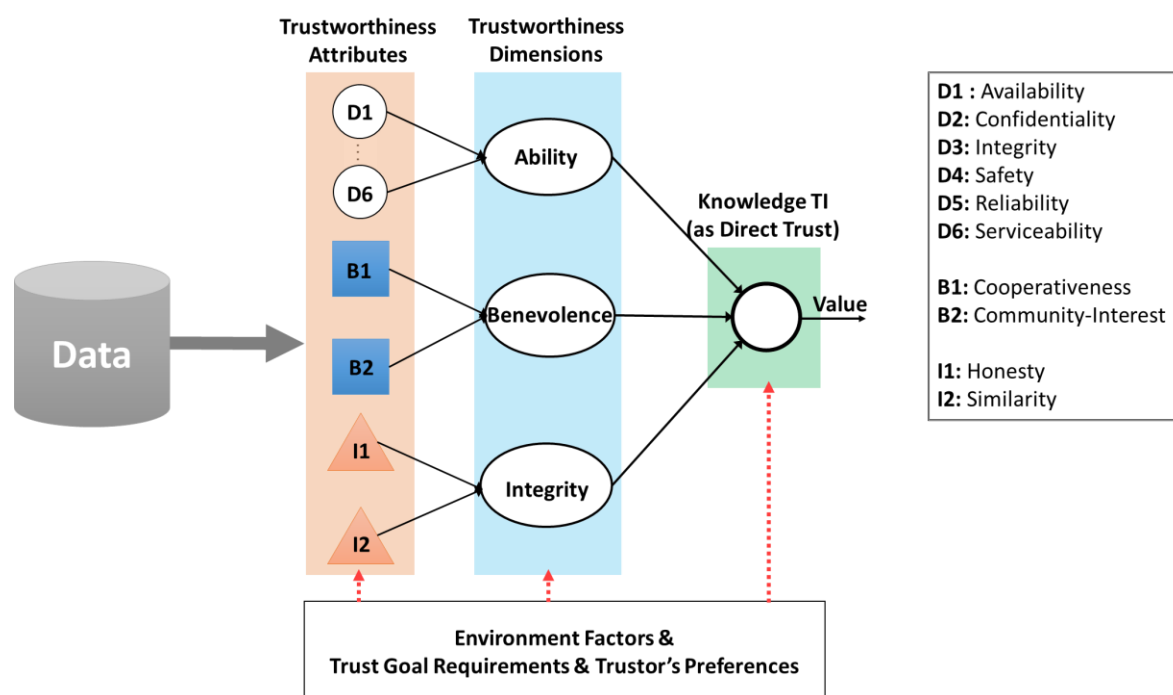 Trustworthiness
Attributes
Trustworthiness
Dimensions
D1
D6
B1
B2
I1
I2
Ability
Benevolence
Integrity
Data
Knowledge TI
(as Direct Trust)
Value
D1 : Availability
D2: Confidentiality
D3: Integrity
D4: Safety
D5: Reliability
D6: Serviceability
B1: Cooperativeness
B2: Community-Interest
I1: Honesty
I2: Similarity
Environment Factors &
Trust Goal Requirements & Trustor’s Preferences